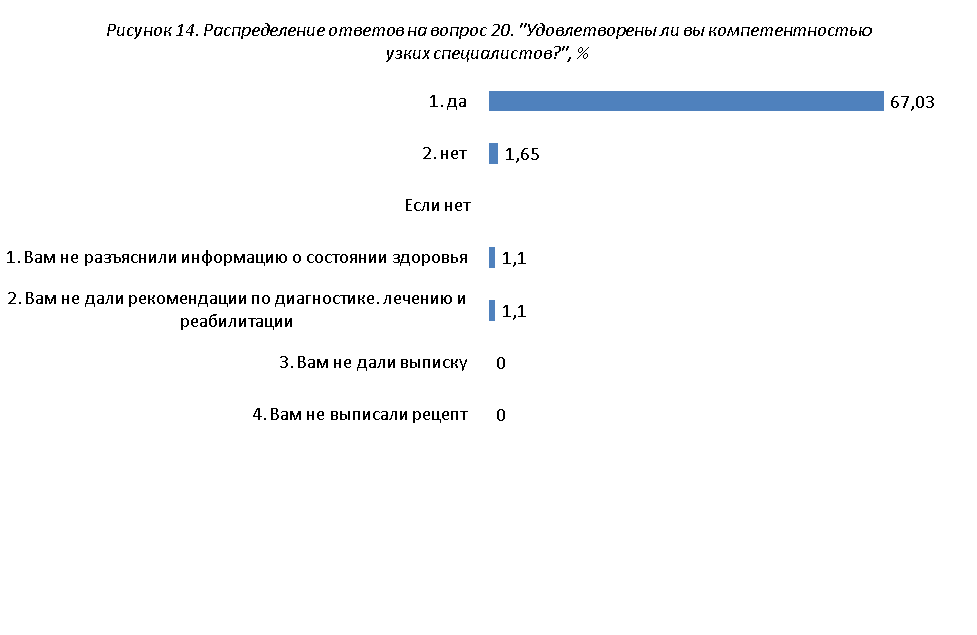 Рисунок 14. Распределение ответов на вопрос 20. "Удовлетворены ли вы компетентностью
узких специалистов?", %
1. да
67,03
2. нет
1,65
Если нет
1. Вам не разъяснили информацию о состоянии здоровья
1,1
2. Вам не дали рекомендации по диагностике. лечению и
реабилитации
1,1
3. Вам не дали выписку
0
4. Вам не выписали рецепт
0